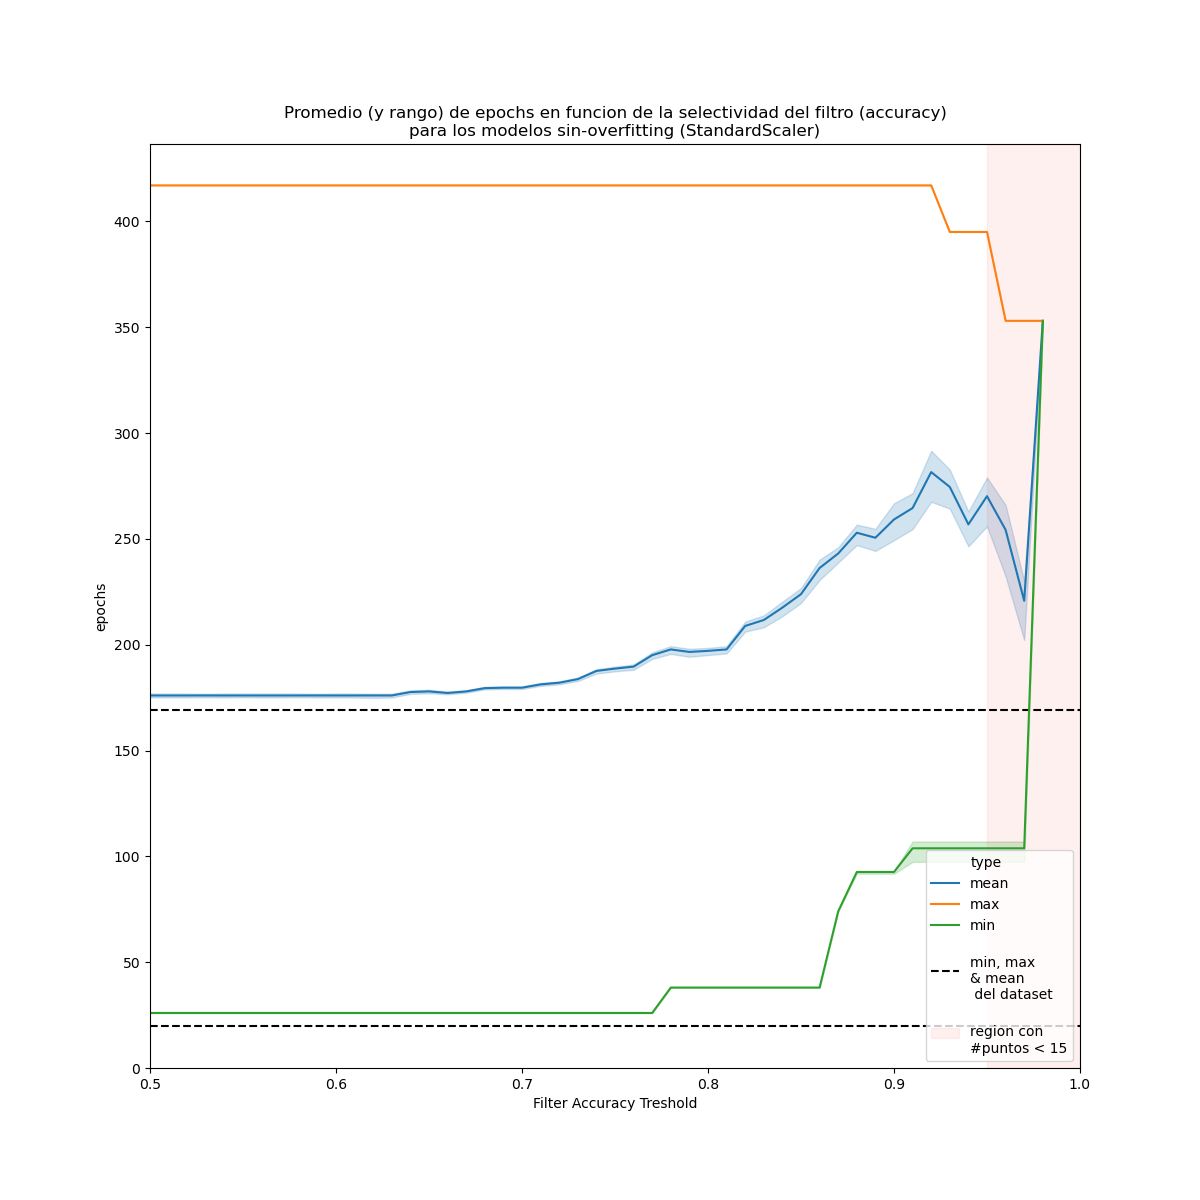 Promedio (y rango) de epochs en funcion de la selectividad del filtro (accuracy)
para los modelos sin-overfitting (StandardScaler)
400
350
300
250
200
150
100
50
0
epochs
0.5
0.6
0.7
0.8
0.9
1.0
Filter Accuracy Treshold
type
mean
max
min
min, max
& mean
del dataset
region con
#puntos < 15